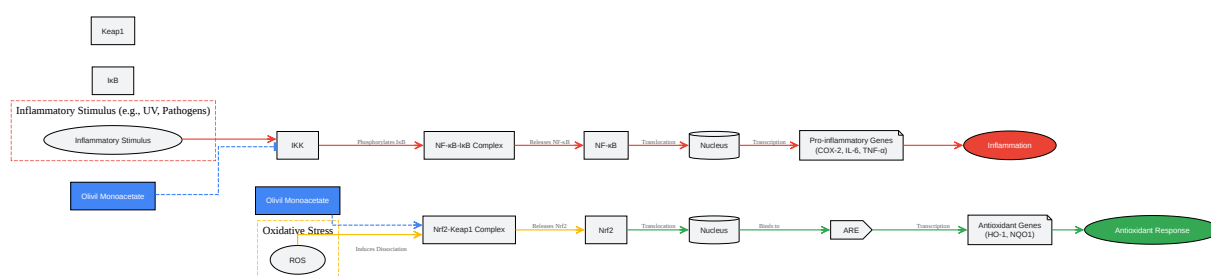 Keap1
IκB
Inflammatory Stimulus (e.g., UV, Pathogens)
Inflammatory Stimulus
IKK
Phosphorylates IκB
NF-κB-IκB Complex
Releases NF-κB
NF-κB
Translocation
Nucleus
Transcription
Pro-inflammatory Genes
(COX-2, IL-6, TNF-α)
Inflammation
Olivil Monoacetate
Olivil Monoacetate
Oxidative Stress
ROS
Induces Dissociation
Nrf2-Keap1 Complex
Releases Nrf2
Nrf2
Translocation
Nucleus
Binds to
ARE
Transcription
Antioxidant Genes
(HO-1, NQO1)
Antioxidant Response